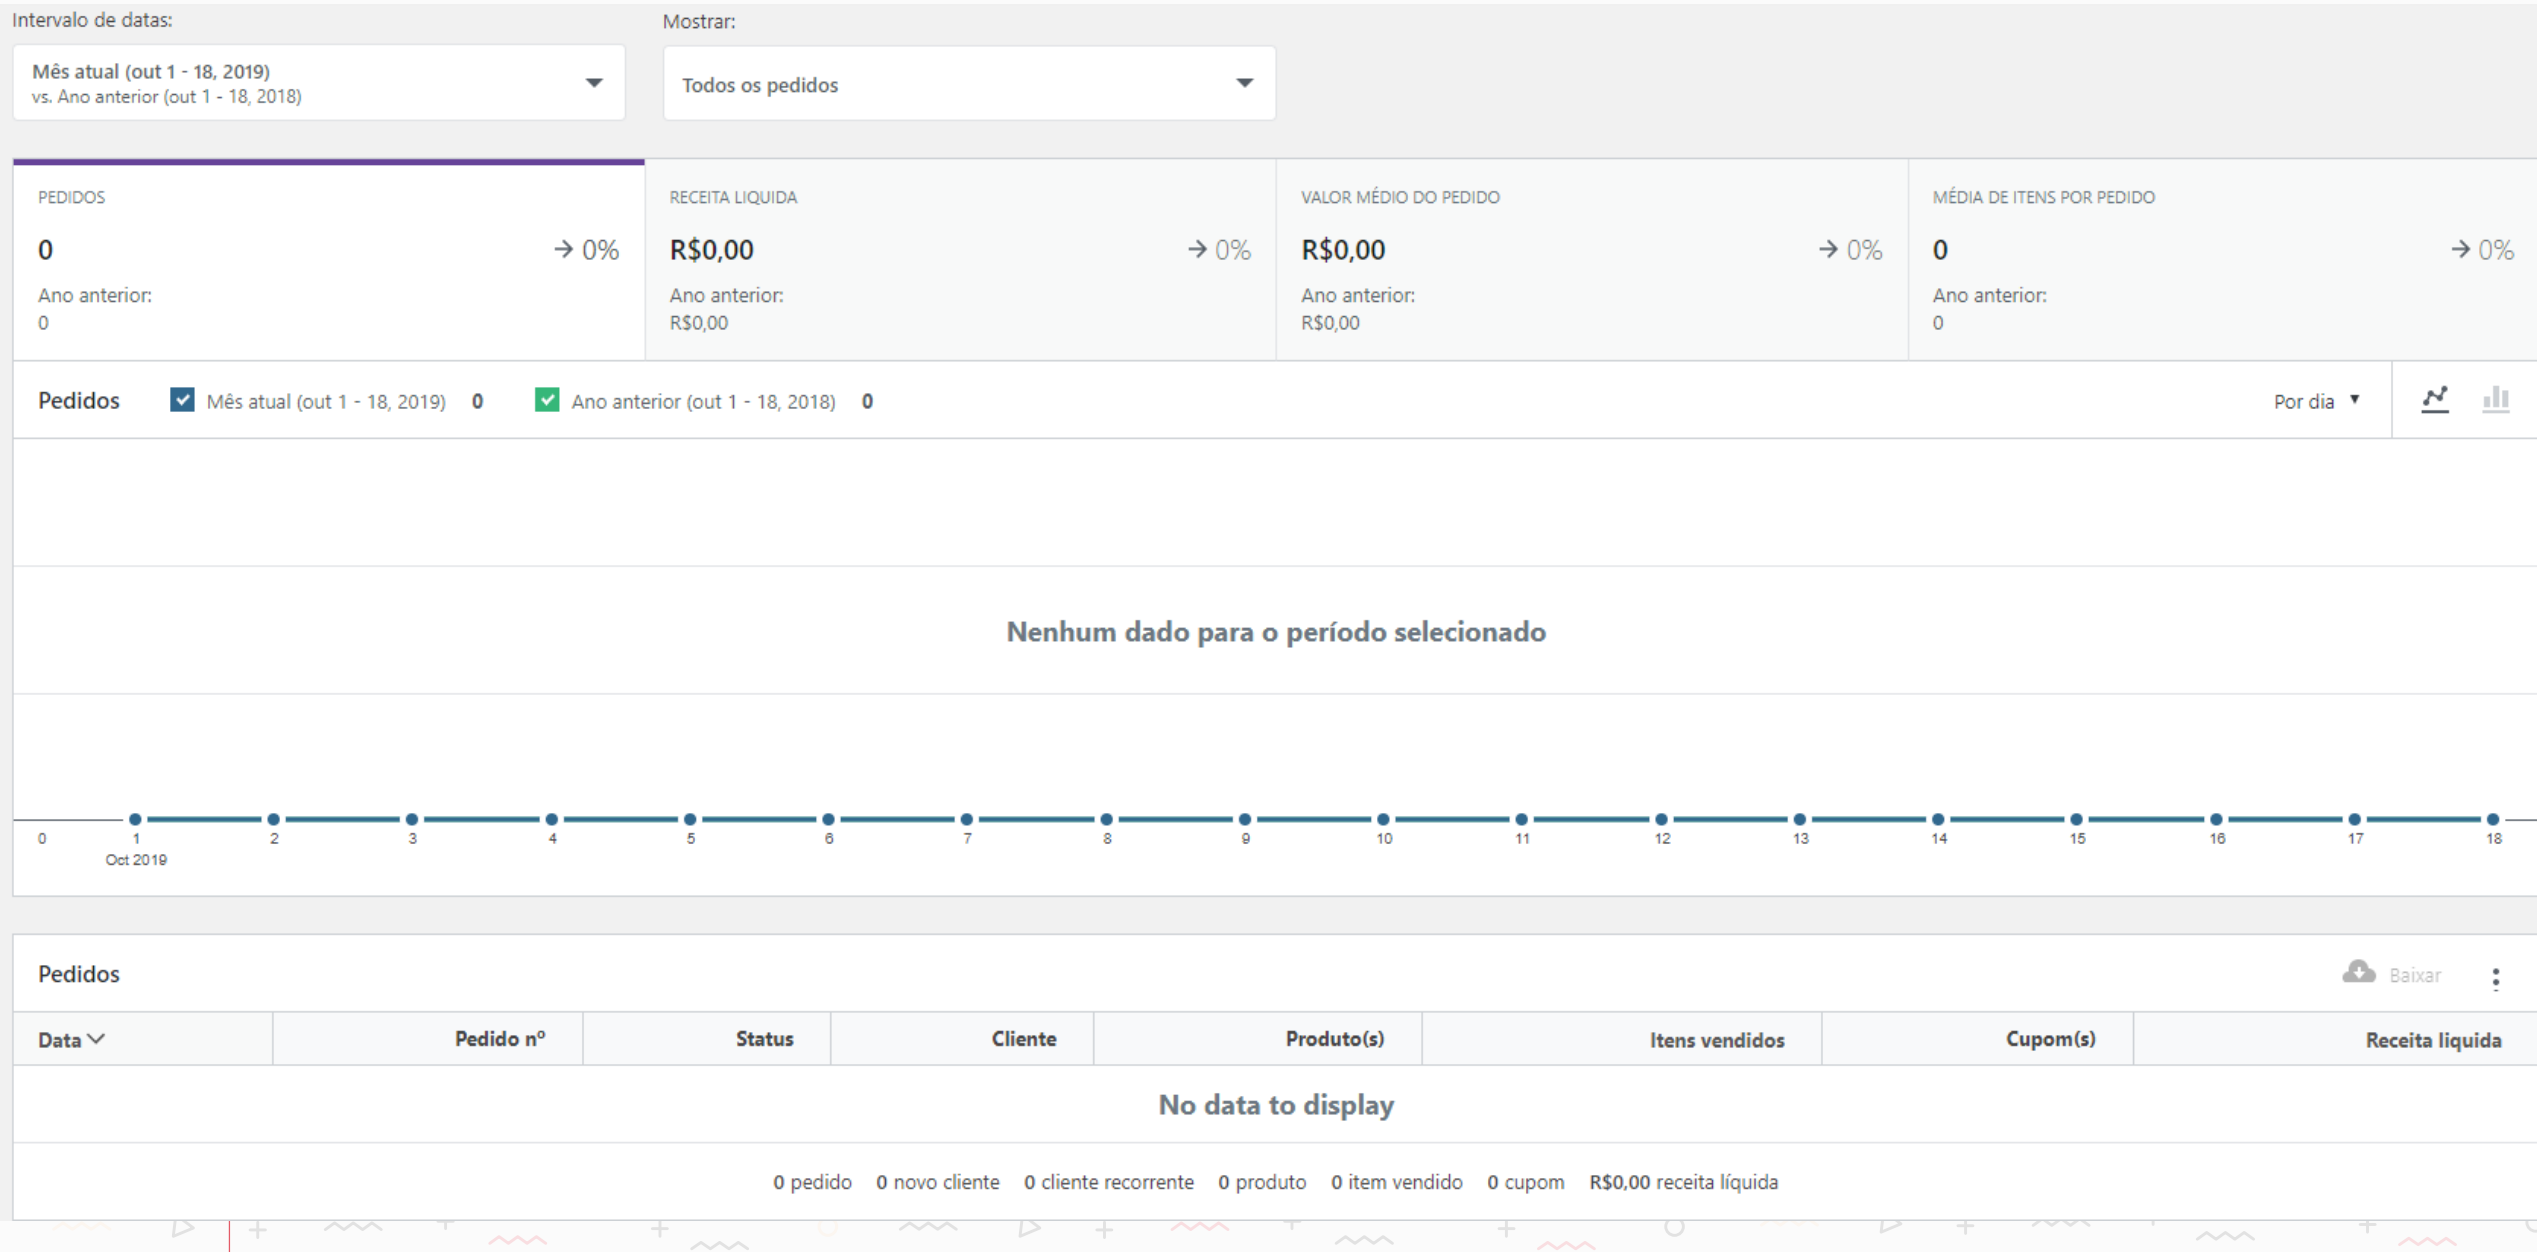 Intervalo de datas:
Mostrar:
Mês atual (out 1 - 18, 2019)
vs. Ano anterior (out 1 - 18, 2018)
Todos os pedidos
PEDIDOS
0 → 0%
Ano anterior:
0
RECEITA LIQUIDA
R$0,00 → 0%
Ano anterior:
R$0,00
VALOR MÉDIO DO PEDIDO
R$0,00 → 0%
Ano anterior:
R$0,00
MÉDIA DE ITENS POR PEDIDO
0 → 0%
Ano anterior:
0
Pedidos Mês atual (out 1 - 18, 2019) 0 Ano anterior (out 1 - 18, 2018) 0 Por dia
Nenhum dado para o período selecionado
0 1 2 3 4 5 6 7 8 9 10 11 12 13 14 15 16 17 18
Oct 2019
Pedidos Baixar
Data Pedido nº Status Cliente Produto(s) Itens vendidos Cupom(s) Receita liquida
No data to display
0 pedido 0 novo cliente 0 cliente recorrente 0 produto 0 item vendido 0 cupom R$0,00 receita líquida